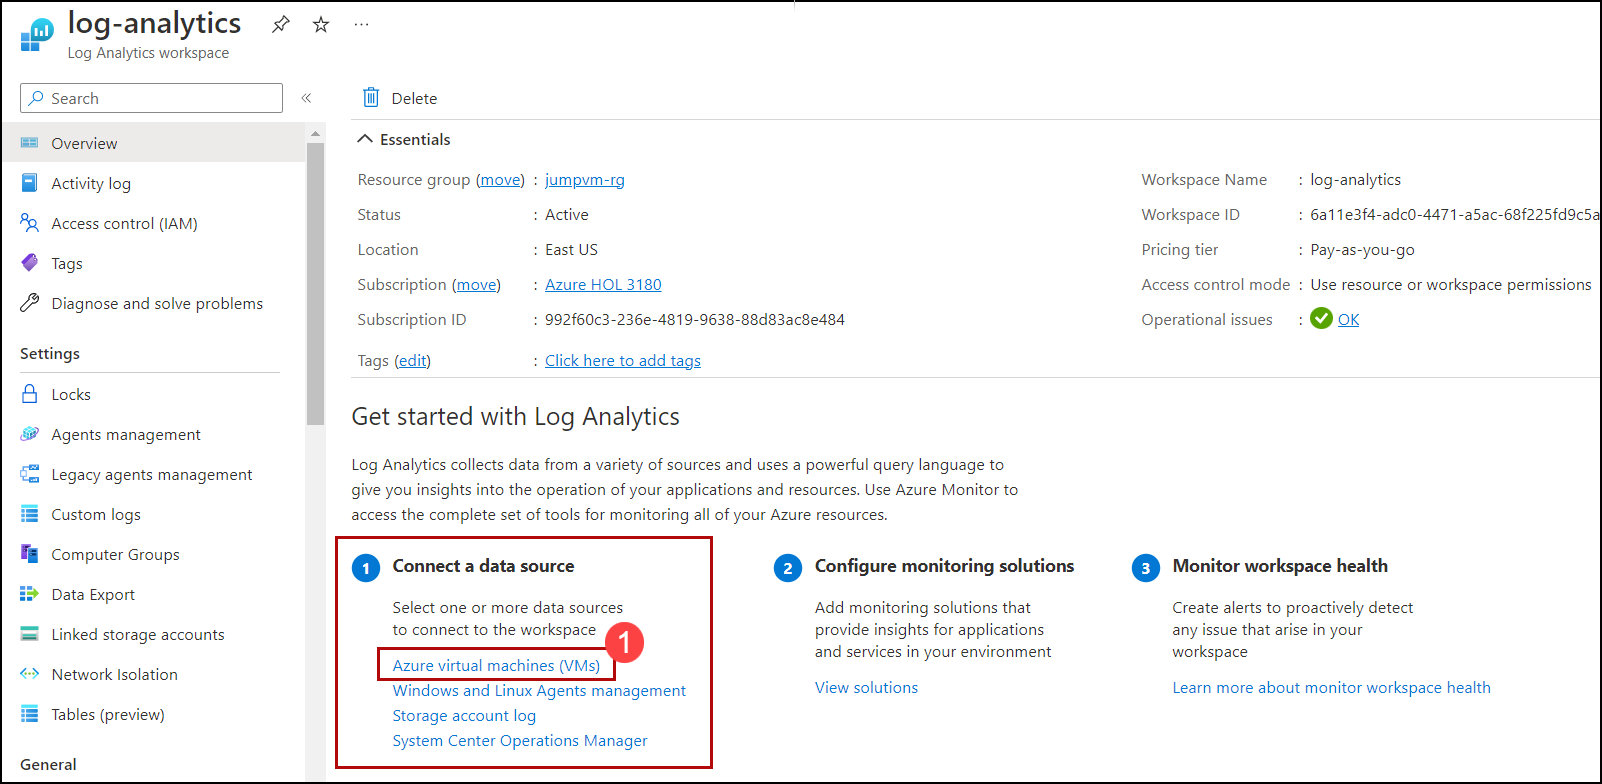 log-analytics
Log Analytics workspace
Search
«
Delete
Overview
Activity log
Access control (IAM)
Tags
Diagnose and solve problems
Settings
Locks
Agents management
Legacy agents management
Custom logs
Computer Groups
Data Export
Linked storage accounts
Network Isolation
Tables (preview)
General
Essentials
Resource group (move) : jumpvm-rg
Status : Active
Location : East US
Subscription (move) : Azure HOL 3180
Subscription ID : 992f60c3-236e-4819-9638-88d83ac8e484
Tags (edit) : Click here to add tags
Workspace Name : log-analytics
Workspace ID : 6a11e3f4-adc0-4471-a5ac-68f225fd9c5a
Pricing tier : Pay-as-you-go
Access control mode : Use resource or workspace permissions
Operational issues : OK
Get started with Log Analytics
Log Analytics collects data from a variety of sources and uses a powerful query language to
give you insights into the operation of your applications and resources. Use Azure Monitor to
access the complete set of tools for monitoring all of your Azure resources.
1 Connect a data source
Select one or more data sources
to connect to the workspace
1
Azure virtual machines (VMs)
Windows and Linux Agents management
Storage account log
System Center Operations Manager
2 Configure monitoring solutions
Add monitoring solutions that
provide insights for applications
and services in your environment
View solutions
3 Monitor workspace health
Create alerts to proactively detect
any issue that arise in your
workspace
Learn more about monitor workspace health